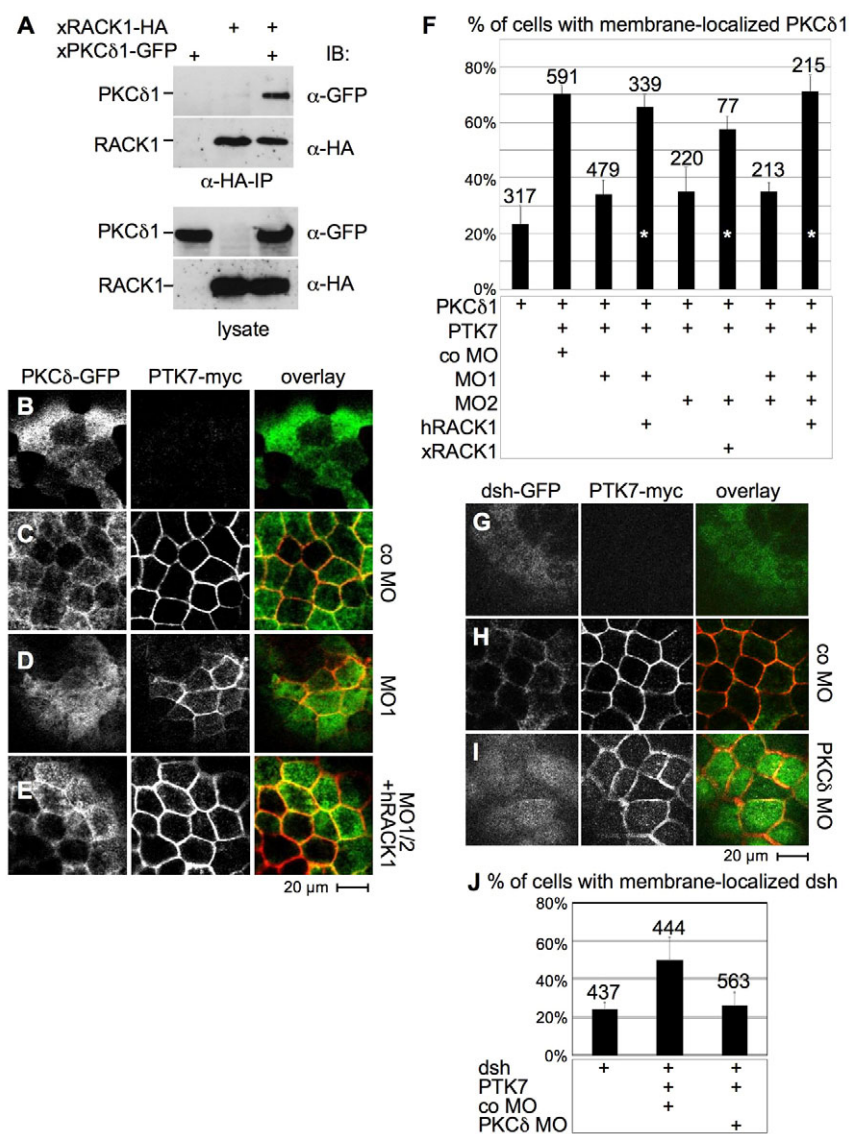 A
xRACK1-HA + +
xPKCδ1-GFP + + IB:
PKCδ1 α-GFP
RACK1 α-HA
α-HA-IP
PKCδ1 α-GFP
RACK1 α-HA
lysate
PKCδ-GFP PTK7-myc overlay
B
C co MO
D MO1
E MO1/2 +hRACK1
20 µm
F % of cells with membrane-localized PKCδ1
80%
60%
40%
20%
0%
317 591 479 339 220 77 213 215
* * *
PKCδ1 + + + + + + + +
PTK7 + + + + + + +
co MO +
MO1 + + + +
MO2 + + + +
hRACK1 + +
xRACK1 +
dsh-GFP PTK7-myc overlay
G
H co MO
I PKCδ MO
20 µm
J % of cells with membrane-localized dsh
80%
60%
40%
20%
0%
437 444 563
dsh + + +
PTK7 + +
co MO +
PKCδ MO +